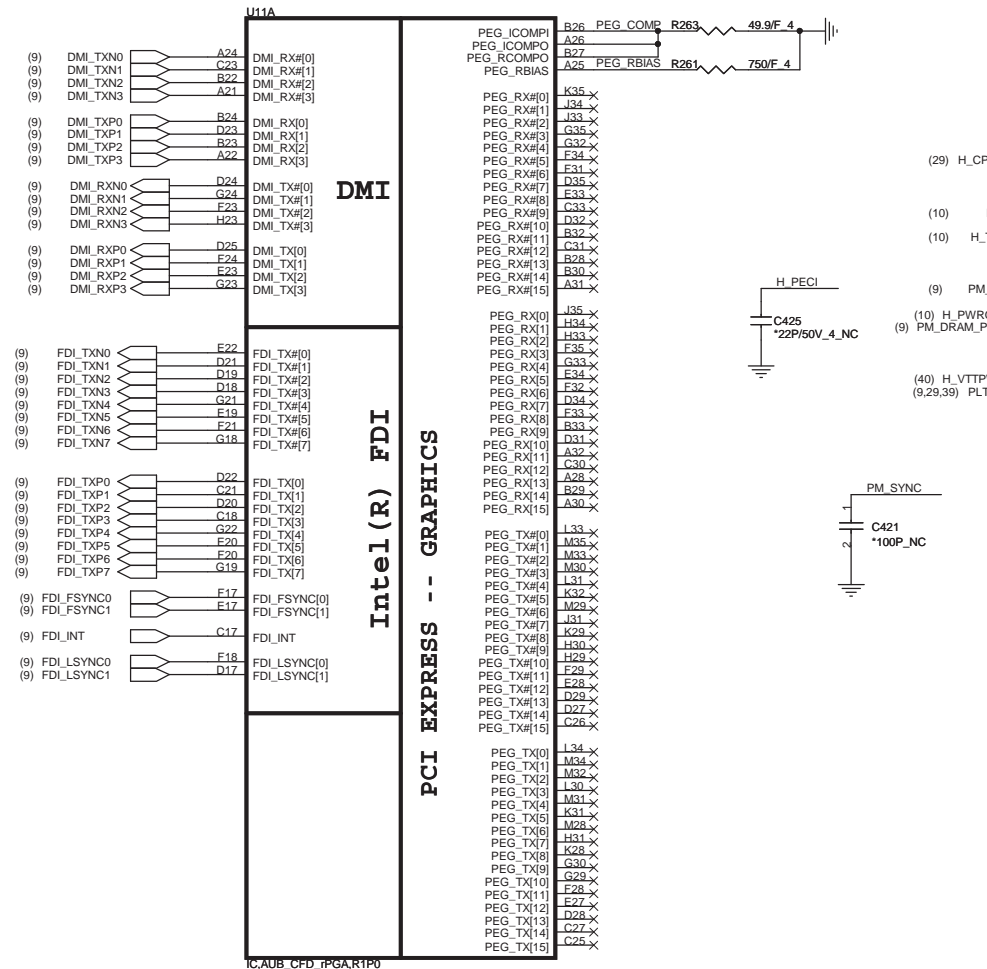 U11A
(9) DMI_TXN0 A24 DMI_RX#[0]
(9) DMI_TXN1 C23 DMI_RX#[1]
(9) DMI_TXN2 B22 DMI_RX#[2]
(9) DMI_TXN3 A21 DMI_RX#[3]
(9) DMI_TXP0 B24 DMI_RX[0]
(9) DMI_TXP1 D23 DMI_RX[1]
(9) DMI_TXP2 B23 DMI_RX[2]
(9) DMI_TXP3 A22 DMI_RX[3]
(9) DMI_RXN0 D24 DMI_TX#[0]
(9) DMI_RXN1 G24 DMI_TX#[1]
(9) DMI_RXN2 F23 DMI_TX#[2]
(9) DMI_RXN3 H23 DMI_TX#[3]
(9) DMI_RXP0 D25 DMI_TX[0]
(9) DMI_RXP1 F24 DMI_TX[1]
(9) DMI_RXP2 E23 DMI_TX[2]
(9) DMI_RXP3 G23 DMI_TX[3]
DMI
(9) FDI_TXN0 E22 FDI_TX#[0]
(9) FDI_TXN1 D21 FDI_TX#[1]
(9) FDI_TXN2 D19 FDI_TX#[2]
(9) FDI_TXN3 D18 FDI_TX#[3]
(9) FDI_TXN4 G21 FDI_TX#[4]
(9) FDI_TXN5 E19 FDI_TX#[5]
(9) FDI_TXN6 F21 FDI_TX#[6]
(9) FDI_TXN7 G18 FDI_TX#[7]
(9) FDI_TXP0 D22 FDI_TX[0]
(9) FDI_TXP1 C21 FDI_TX[1]
(9) FDI_TXP2 D20 FDI_TX[2]
(9) FDI_TXP3 C18 FDI_TX[3]
(9) FDI_TXP4 G22 FDI_TX[4]
(9) FDI_TXP5 E20 FDI_TX[5]
(9) FDI_TXP6 F20 FDI_TX[6]
(9) FDI_TXP7 G19 FDI_TX[7]
(9) FDI_FSYNC0 F17 FDI_FSYNC[0]
(9) FDI_FSYNC1 E17 FDI_FSYNC[1]
(9) FDI_INT C17 FDI_INT
(9) FDI_LSYNC0 F18 FDI_LSYNC[0]
(9) FDI_LSYNC1 D17 FDI_LSYNC[1]
Intel(R) FDI
PCI EXPRESS -- GRAPHICS
PEG_ICOMPI B26 PEG_COMP R263 49.9/F_4
PEG_ICOMPO A26
PEG_RCOMPO B27
PEG_RBIAS A25 PEG_RBIAS R261 750/F_4
PEG_RX#[0] K35
PEG_RX#[1] J34
PEG_RX#[2] J33
PEG_RX#[3] G35
PEG_RX#[4] G32
PEG_RX#[5] F34
PEG_RX#[6] F31
PEG_RX#[7] D35
PEG_RX#[8] E33
PEG_RX#[9] C33
PEG_RX#[10] D32
PEG_RX#[11] B32
PEG_RX#[12] C31
PEG_RX#[13] B28
PEG_RX#[14] B30
PEG_RX#[15] A31
PEG_RX[0] J35
PEG_RX[1] H34
PEG_RX[2] H33
PEG_RX[3] F35
PEG_RX[4] G33
PEG_RX[5] E34
PEG_RX[6] F32
PEG_RX[7] D34
PEG_RX[8] F33
PEG_RX[9] B33
PEG_RX[10] D31
PEG_RX[11] A32
PEG_RX[12] C30
PEG_RX[13] A28
PEG_RX[14] B29
PEG_RX[15] A30
PEG_TX#[0] L33
PEG_TX#[1] M35
PEG_TX#[2] M33
PEG_TX#[3] M30
PEG_TX#[4] L31
PEG_TX#[5] K32
PEG_TX#[6] M29
PEG_TX#[7] J31
PEG_TX#[8] K29
PEG_TX#[9] H30
PEG_TX#[10] H29
PEG_TX#[11] F29
PEG_TX#[12] E28
PEG_TX#[13] D29
PEG_TX#[14] D27
PEG_TX#[15] C26
PEG_TX[0] L34
PEG_TX[1] M34
PEG_TX[2] M32
PEG_TX[3] L30
PEG_TX[4] M31
PEG_TX[5] K31
PEG_TX[6] M28
PEG_TX[7] H31
PEG_TX[8] K28
PEG_TX[9] G30
PEG_TX[10] G29
PEG_TX[11] F28
PEG_TX[12] E27
PEG_TX[13] D28
PEG_TX[14] C27
PEG_TX[15] C25
IC,AUB_CFD_rPGA,R1P0
H_PECI
C425
*22P/50V_4_NC
PM_SYNC
1
C421
*100P_NC
2
(29) H_CP
(10)
(10) H_
(9) PM_
(10) H_PWR
(9) PM_DRAM_P
(40) H_VTTP
(9,29,39) PLT